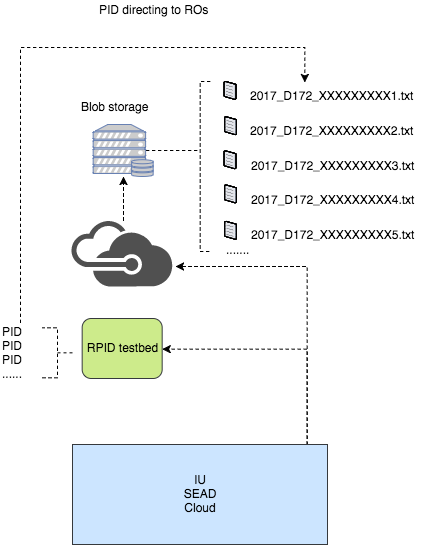 PID directing to ROs
Blob storage
2017_D172_XXXXXXXXX1.txt
2017_D172_XXXXXXXXX2.txt
2017_D172_XXXXXXXXX3.txt
2017_D172_XXXXXXXXX4.txt
2017_D172_XXXXXXXXX5.txt
.......
PID
PID
PID
......
RPID testbed
IU
SEAD
Cloud